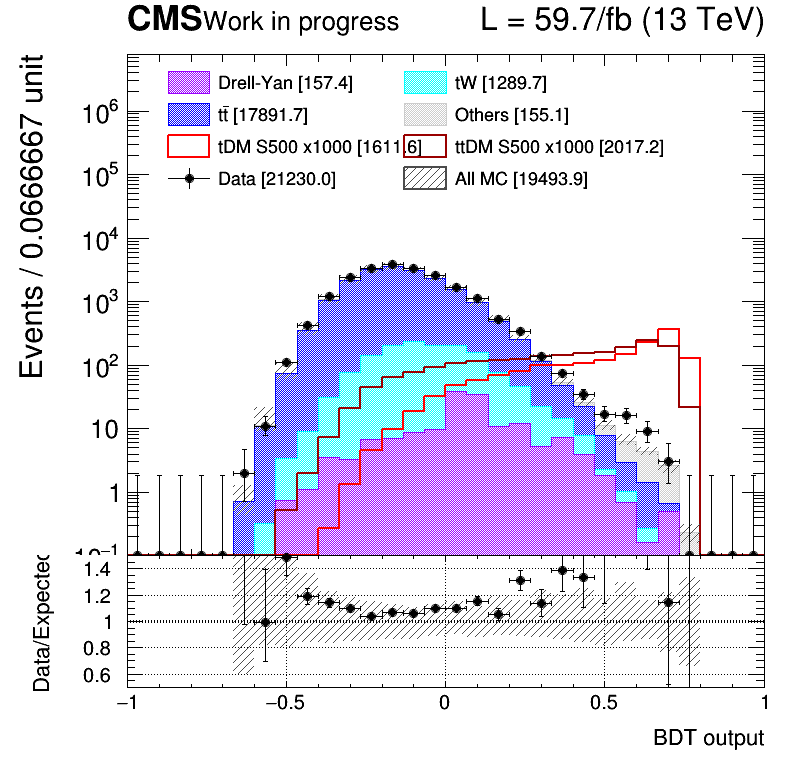 CMS Work in progress L = 59.7/fb (13 TeV)
Events / 0.0666667 unit
Drell-Yan [157.4] tW [1289.7]
tt̄ [17891.7] Others [155.1]
tDM S500 x1000 [1611.6] ttDM S500 x1000 [2017.2]
Data [21230.0] All MC [19493.9]
10⁶
10⁵
10⁴
10³
10²
10
1
10⁻¹
Data/Expected
1.4
1.2
1
0.8
0.6
−1 −0.5 0 0.5 1
BDT output